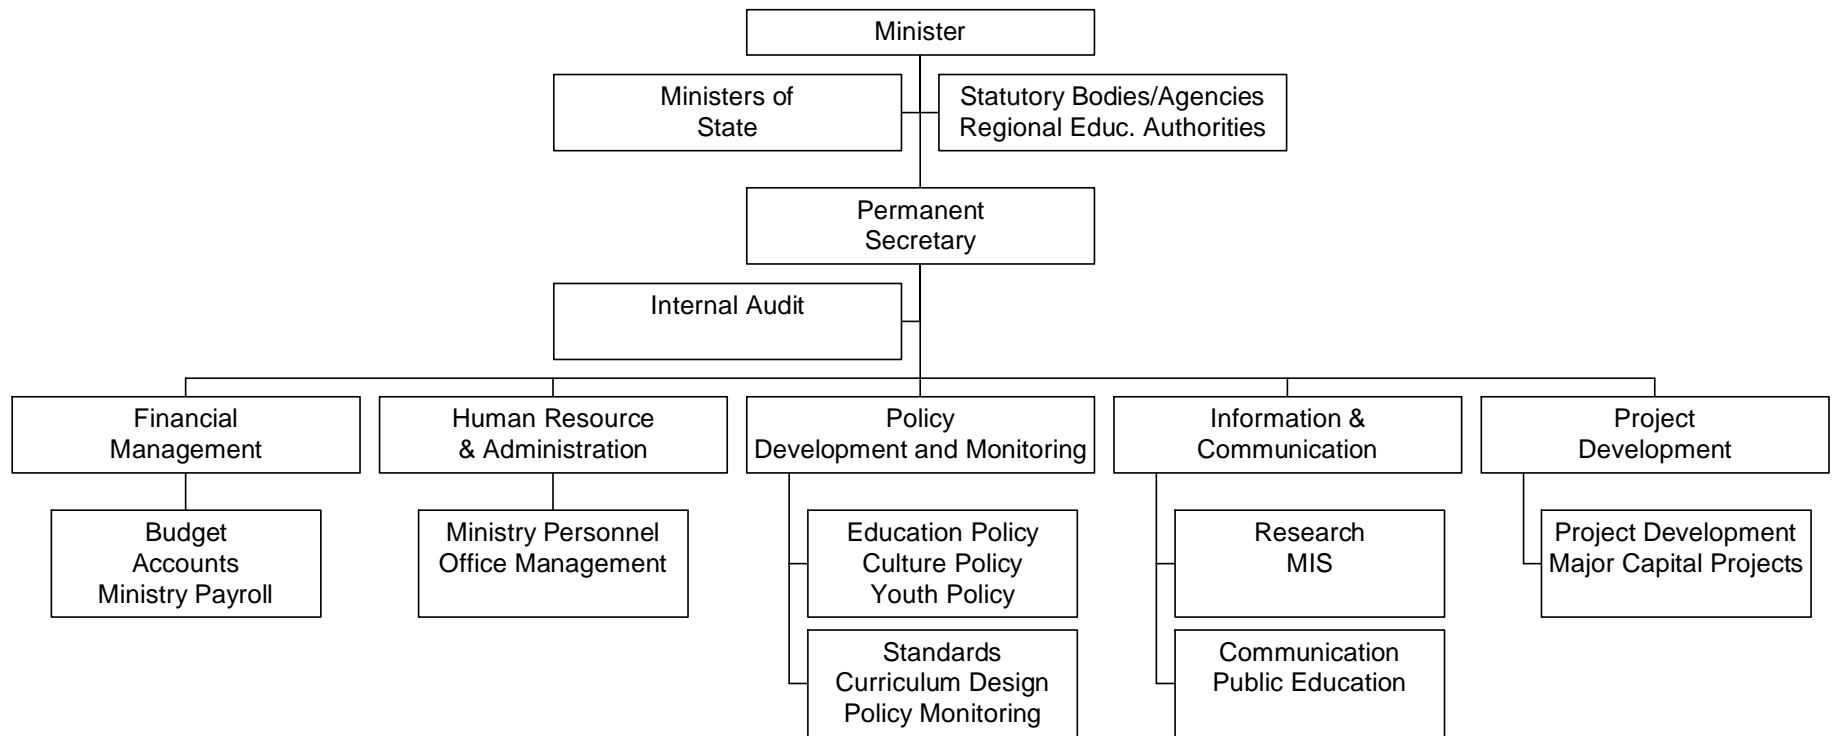 Minister
Ministers of
State
Statutory Bodies/Agencies
Regional Educ. Authorities
Permanent
Secretary
Internal Audit
Financial
Management
Human Resource
& Administration
Policy
Development and Monitoring
Information &
Communication
Project
Development
Budget
Accounts
Ministry Payroll
Ministry Personnel
Office Management
Education Policy
Culture Policy
Youth Policy
Standards
Curriculum Design
Policy Monitoring
Research
MIS
Communication
Public Education
Project Development
Major Capital Projects